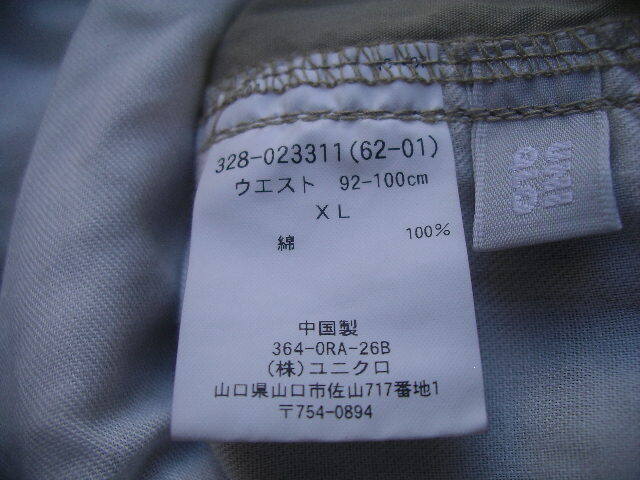 328-023311(62-01)
ウエスト 92-100cm
XL
綿 100%
中国製
364-0RA-26B
(株)ユニクロ
山口県山口市佐山717番地1
〒754-0894